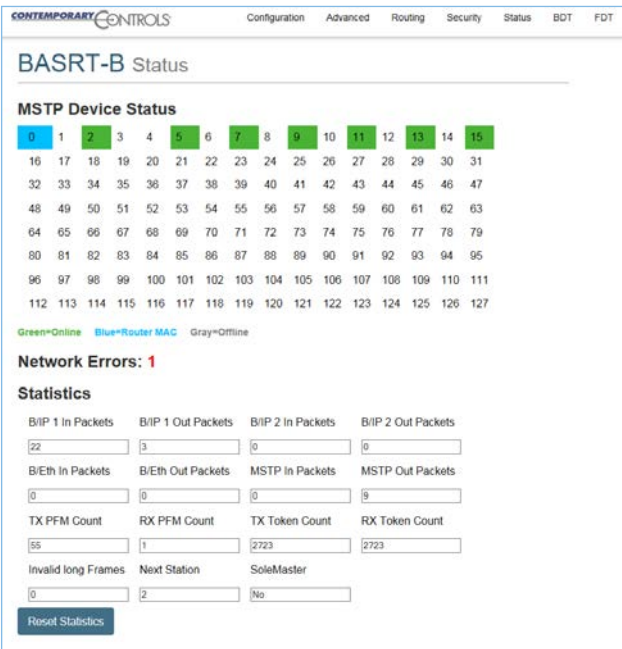 CONTEMPORARY CONTROLS Configuration Advanced Routing Security Status BDT FDT
BASRT-B Status
MSTP Device Status
0 1 2 3 4 5 6 7 8 9 10 11 12 13 14 15
16 17 18 19 20 21 22 23 24 25 26 27 28 29 30 31
32 33 34 35 36 37 38 39 40 41 42 43 44 45 46 47
48 49 50 51 52 53 54 55 56 57 58 59 60 61 62 63
64 65 66 67 68 69 70 71 72 73 74 75 76 77 78 79
80 81 82 83 84 85 86 87 88 89 90 91 92 93 94 95
96 97 98 99 100 101 102 103 104 105 106 107 108 109 110 111
112 113 114 115 116 117 118 119 120 121 122 123 124 125 126 127
Green=Online Blue=Router MAC Gray=Offline
Network Errors: 1
Statistics
B/IP 1 In Packets B/IP 1 Out Packets B/IP 2 In Packets B/IP 2 Out Packets
22 3 0 0
B/Eth In Packets B/Eth Out Packets MSTP In Packets MSTP Out Packets
0 0 0 9
TX PFM Count RX PFM Count TX Token Count RX Token Count
55 1 2723 2723
Invalid long Frames Next Station SoleMaster
0 2 No
Reset Statistics